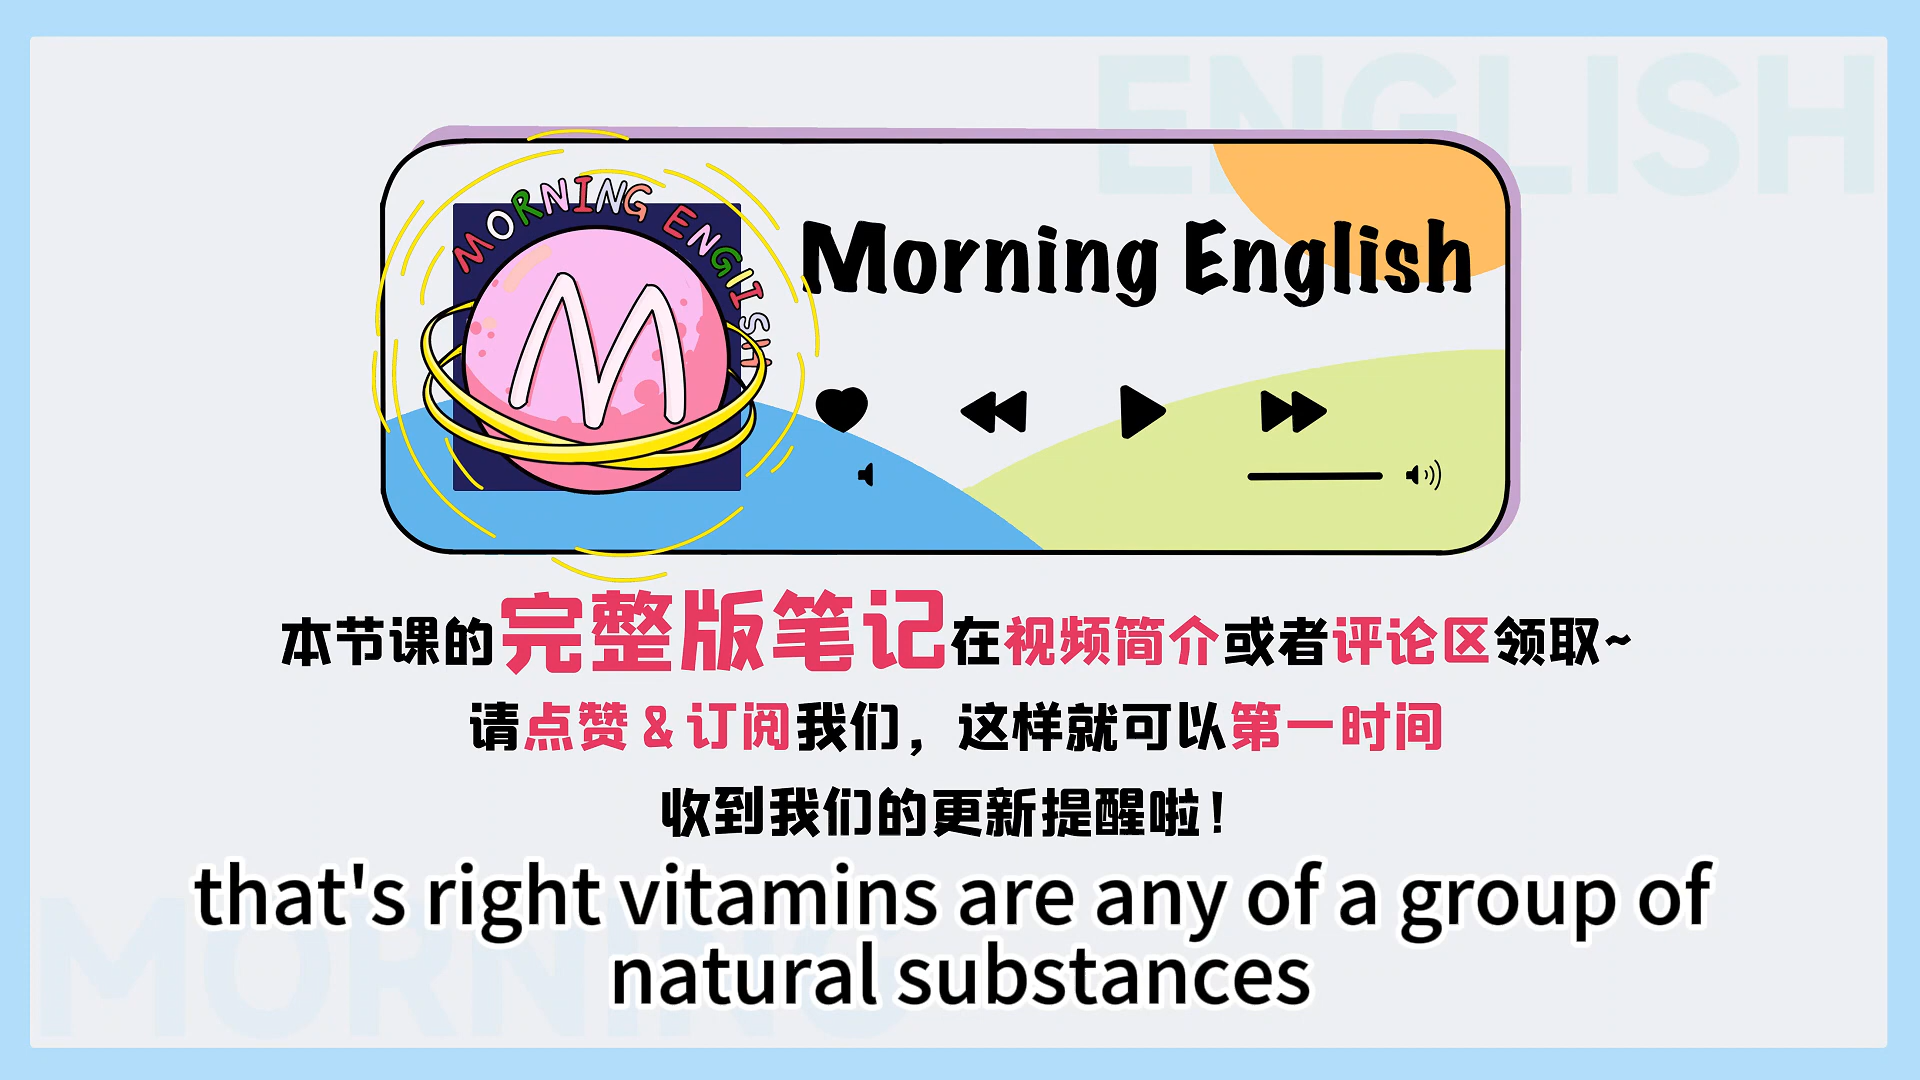 ENGLISH
MORNING ENGLISH
M
Morning English
本节课的完整版笔记在视频简介或者评论区领取~
请点赞&订阅我们，这样就可以第一时间
收到我们的更新提醒啦！
that's right vitamins are any of a group of
natural substances
MORNING